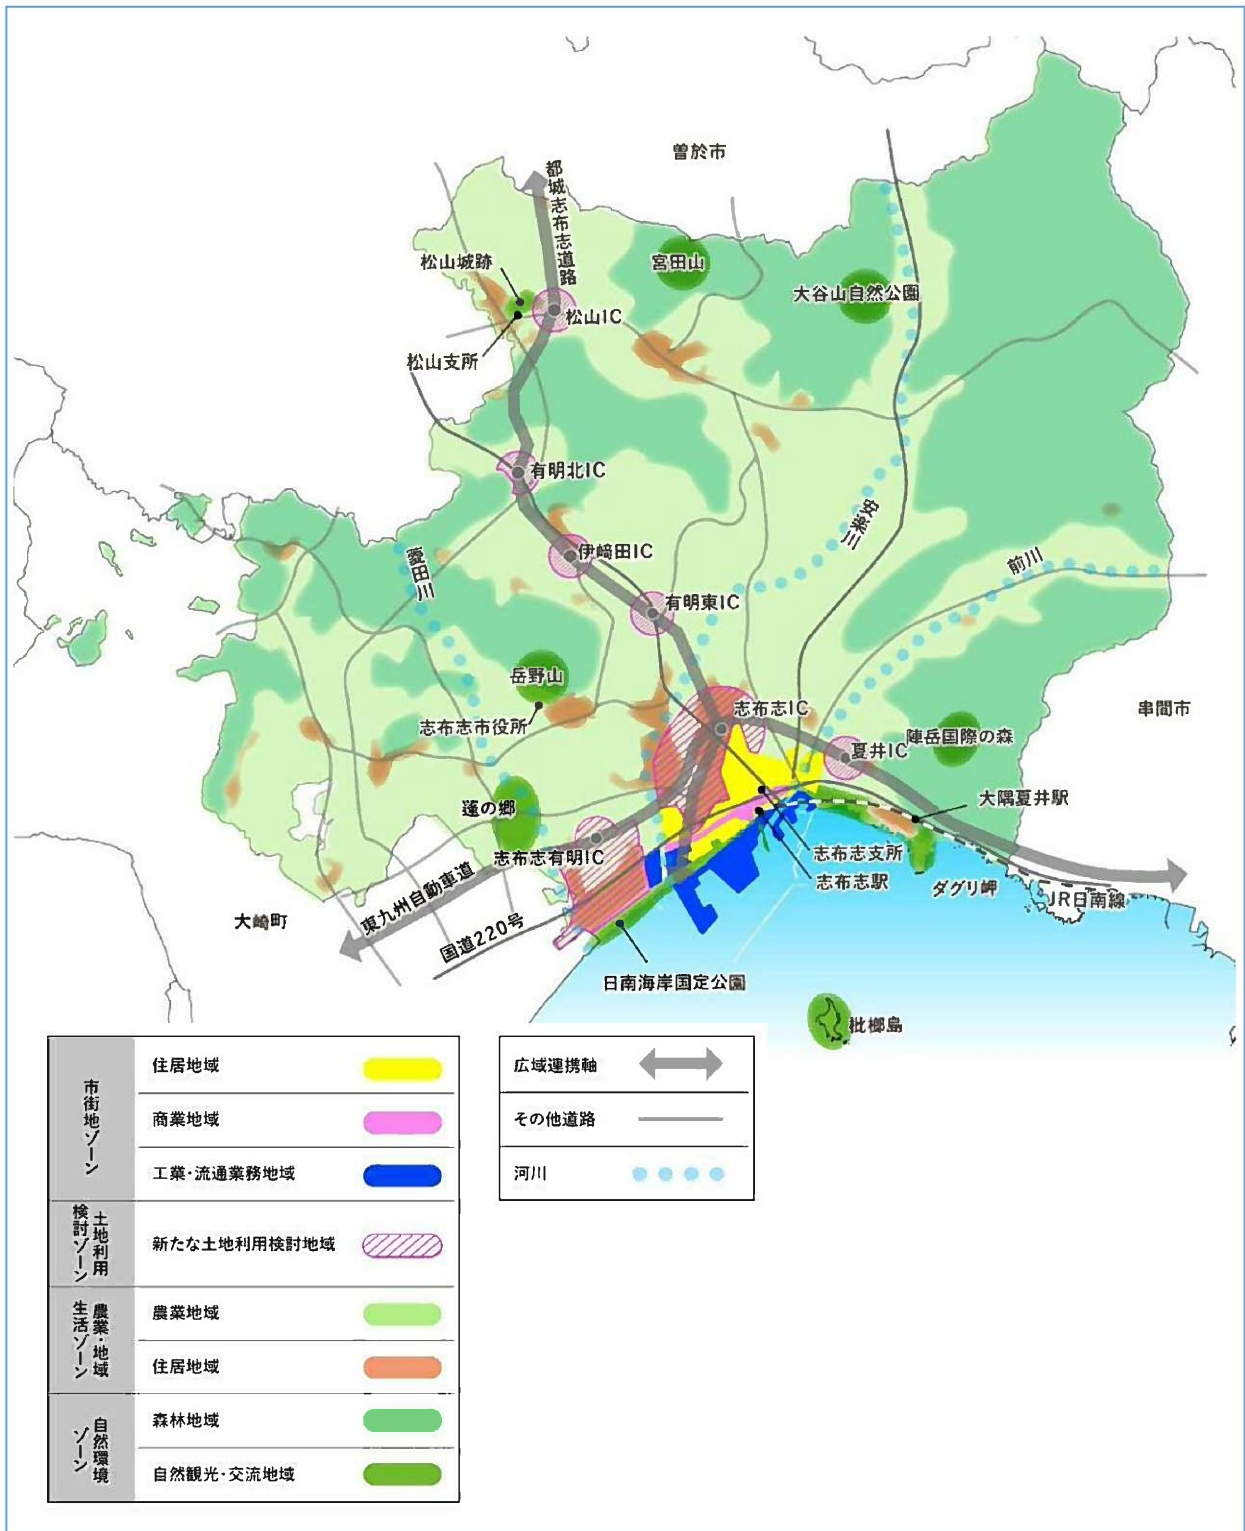 曽於市
都城志布志道路
松山城跡
宮田山
大谷山自然公園
松山IC
松山支所
有明北IC
安楽川
伊﨑田IC
菱田川
前川
有明東IC
岳野山
志布志IC
串間市
志布志市役所
夏井IC
陣岳国際の森
蓬の郷
大隅夏井駅
志布志有明IC
志布志支所
志布志駅
ダグリ岬
JR日南線
東九州自動車道
大崎町
国道220号
日南海岸国定公園
枇榔島
市街地ゾーン
住居地域
商業地域
工業・流通業務地域
土地利用
検討ゾーン
新たな土地利用検討地域
農業・地域
生活ゾーン
農業地域
住居地域
自然環境
ゾーン
森林地域
自然観光・交流地域
広域連携軸
その他道路
河川